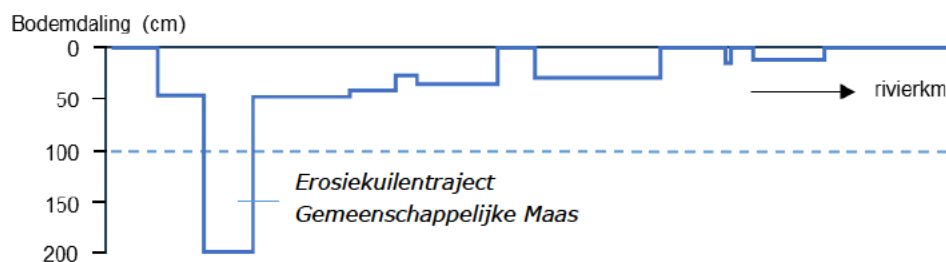 Bodemdaling (cm)
0
50
100
150
200
rivierkm
Erosiekuilentraject
Gemeenschappelijke Maas